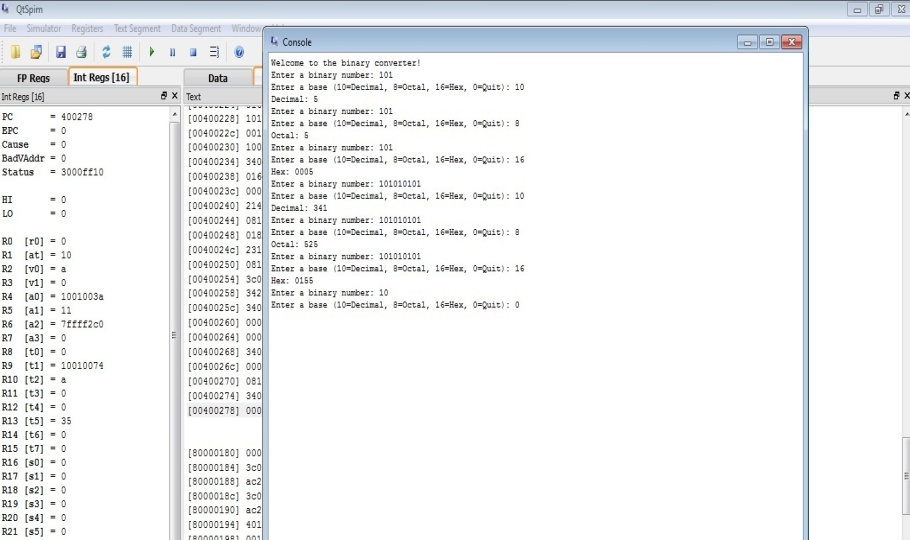 QtSpim
File Simulator Registers Text Segment Data Segment Window
FP Regs Int Regs [16] Data
Int Regs [16]
Text
PC = 400278
EPC = 0
Cause = 0
BadVAddr = 0
Status = 3000ff10
HI = 0
LO = 0
R0 [r0] = 0
R1 [at] = 10
R2 [v0] = a
R3 [v1] = 0
R4 [a0] = 1001003a
R5 [a1] = 11
R6 [a2] = 7ffff2c0
R7 [a3] = 0
R8 [t0] = 0
R9 [t1] = 10010074
R10 [t2] = a
R11 [t3] = 0
R12 [t4] = 0
R13 [t5] = 35
R14 [t6] = 0
R15 [t7] = 0
R16 [s0] = 0
R17 [s1] = 0
R18 [s2] = 0
R19 [s3] = 0
R20 [s4] = 0
R21 [s5] = 0
[00400228] 101
[0040022c] 001
[00400230] 100
[00400234] 340
[00400238] 016
[0040023c] 000
[00400240] 214
[00400244] 081
[00400248] 018
[0040024c] 231
[00400250] 081
[00400254] 3c0
[00400258] 342
[0040025c] 340
[00400260] 000
[00400264] 000
[00400268] 340
[0040026c] 000
[00400270] 081
[00400274] 340
[00400278] 000
[80000180] 000
[80000184] 3c0
[80000188] ac2
[8000018c] 3c0
[80000190] ac2
[80000194] 401
[80000198] 001
Console
Welcome to the binary converter!
Enter a binary number: 101
Enter a base (10=Decimal, 8=Octal, 16=Hex, 0=Quit): 10
Decimal: 5
Enter a binary number: 101
Enter a base (10=Decimal, 8=Octal, 16=Hex, 0=Quit): 8
Octal: 5
Enter a binary number: 101
Enter a base (10=Decimal, 8=Octal, 16=Hex, 0=Quit): 16
Hex: 0005
Enter a binary number: 101010101
Enter a base (10=Decimal, 8=Octal, 16=Hex, 0=Quit): 10
Decimal: 341
Enter a binary number: 101010101
Enter a base (10=Decimal, 8=Octal, 16=Hex, 0=Quit): 8
Octal: 525
Enter a binary number: 101010101
Enter a base (10=Decimal, 8=Octal, 16=Hex, 0=Quit): 16
Hex: 0155
Enter a binary number: 10
Enter a base (10=Decimal, 8=Octal, 16=Hex, 0=Quit): 0